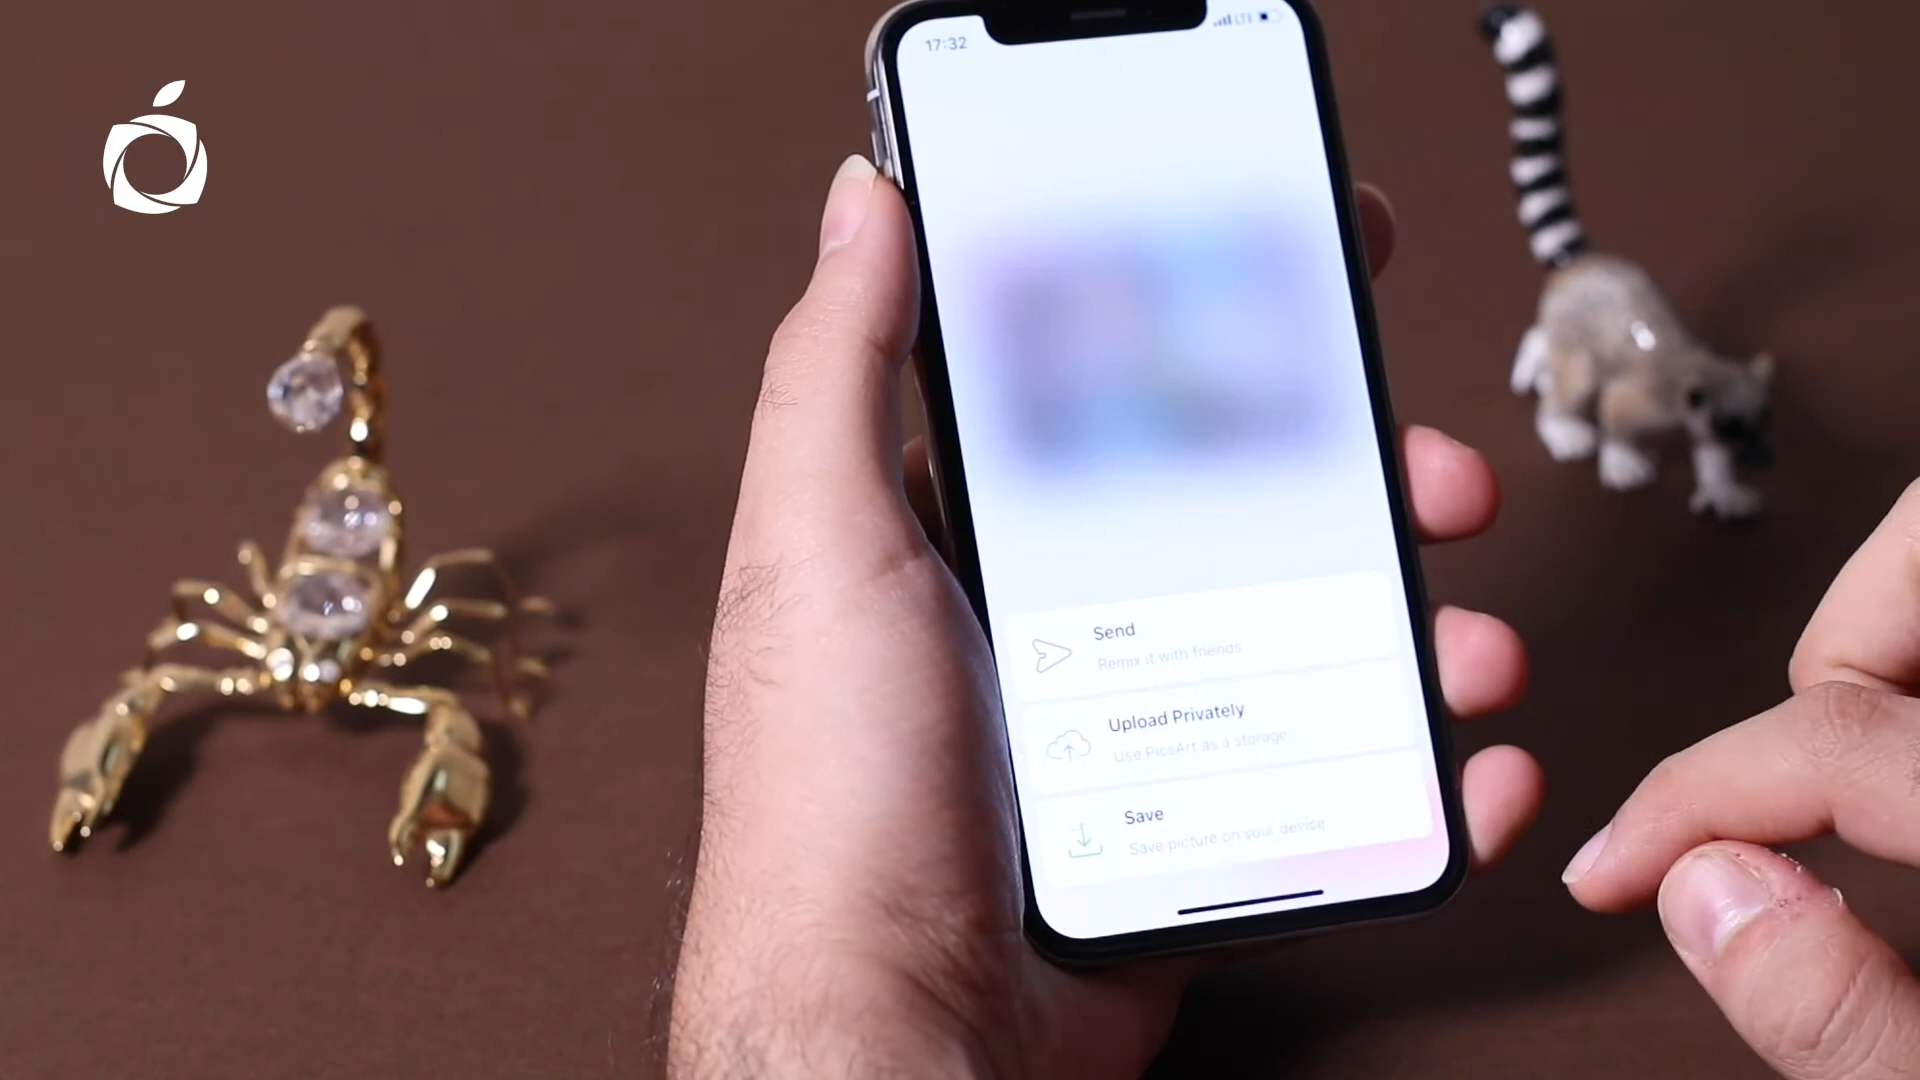 17:32
LTE
Send
Remix it with friends
Upload Privately
Use PicsArt as a storage
Save
Save picture on your device